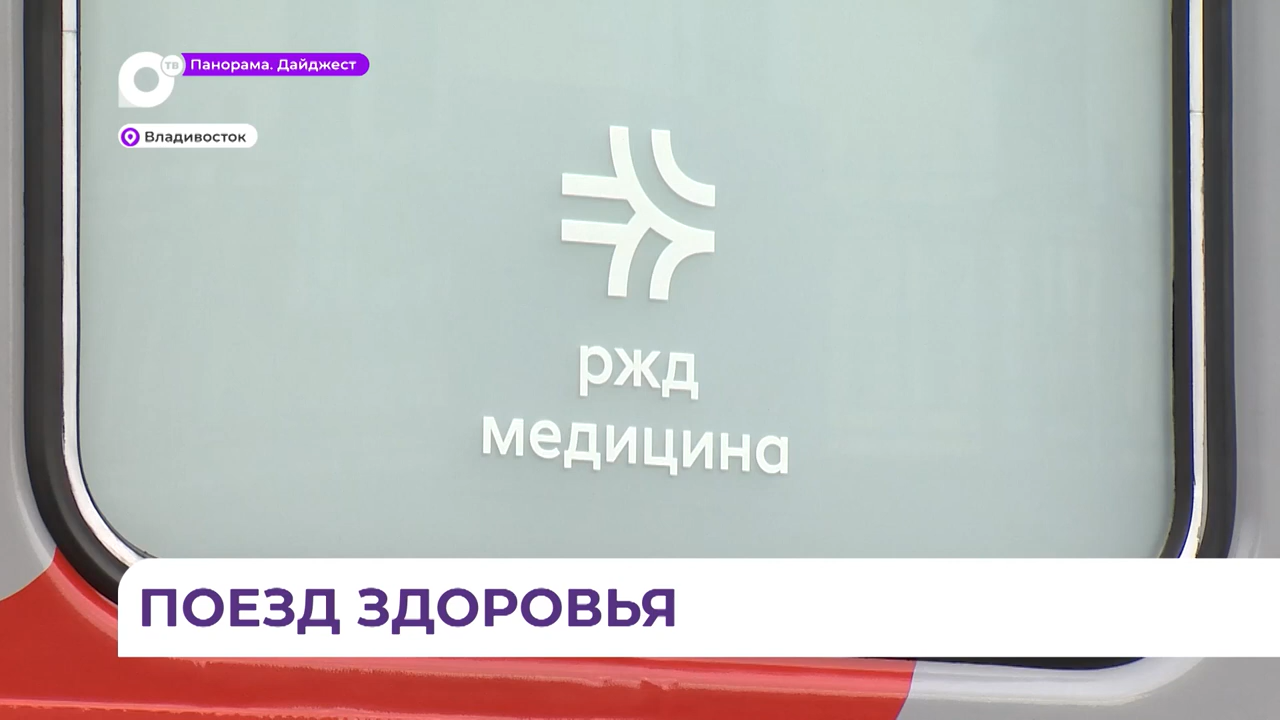 ТВ
Панорама. Дайджест
Владивосток
ржд
медицина
ПОЕЗД ЗДОРОВЬЯ